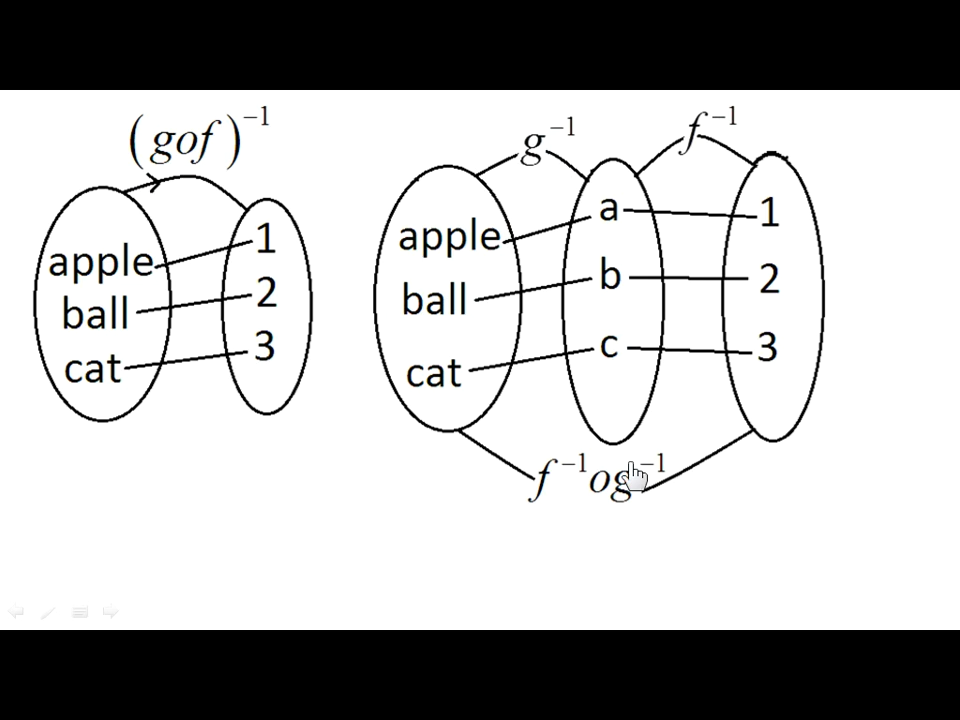 (gof)⁻¹
apple 1
ball 2
cat 3
g⁻¹ f⁻¹
apple a 1
ball b 2
cat c 3
f⁻¹og⁻¹